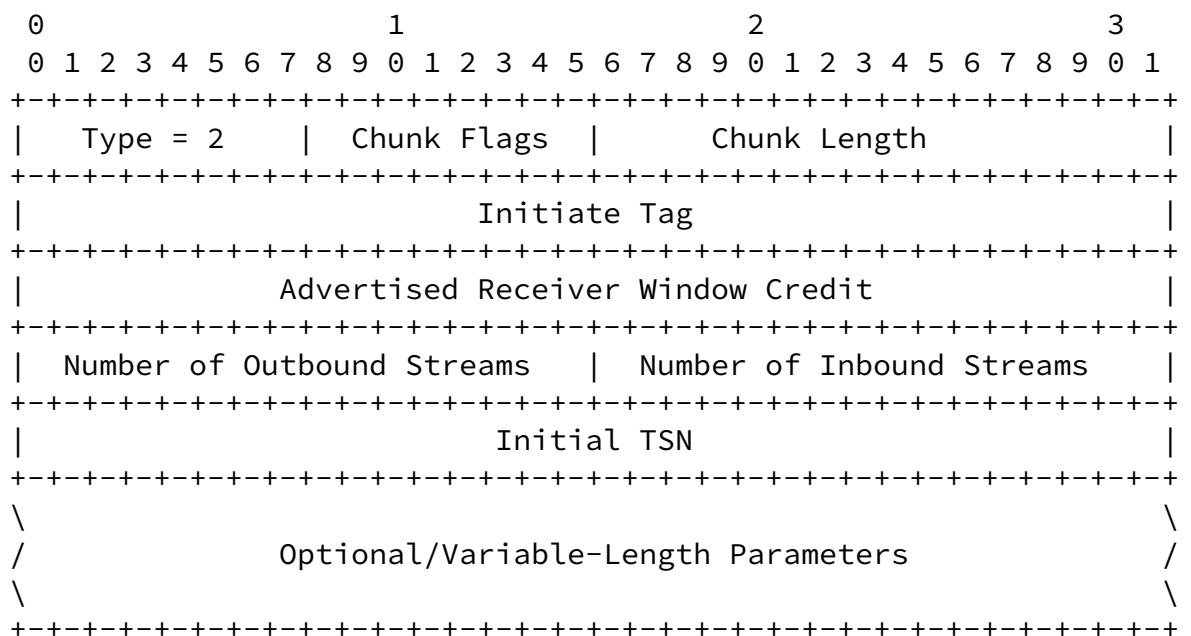 0                   1                   2                   3
 0 1 2 3 4 5 6 7 8 9 0 1 2 3 4 5 6 7 8 9 0 1 2 3 4 5 6 7 8 9 0 1
+-+-+-+-+-+-+-+-+-+-+-+-+-+-+-+-+-+-+-+-+-+-+-+-+-+-+-+-+-+-+-+-+
|   Type = 2    |  Chunk Flags  |      Chunk Length             |
+-+-+-+-+-+-+-+-+-+-+-+-+-+-+-+-+-+-+-+-+-+-+-+-+-+-+-+-+-+-+-+-+
|                         Initiate Tag                          |
+-+-+-+-+-+-+-+-+-+-+-+-+-+-+-+-+-+-+-+-+-+-+-+-+-+-+-+-+-+-+-+-+
|              Advertised Receiver Window Credit                |
+-+-+-+-+-+-+-+-+-+-+-+-+-+-+-+-+-+-+-+-+-+-+-+-+-+-+-+-+-+-+-+-+
|  Number of Outbound Streams   |  Number of Inbound Streams    |
+-+-+-+-+-+-+-+-+-+-+-+-+-+-+-+-+-+-+-+-+-+-+-+-+-+-+-+-+-+-+-+-+
|                          Initial TSN                          |
+-+-+-+-+-+-+-+-+-+-+-+-+-+-+-+-+-+-+-+-+-+-+-+-+-+-+-+-+-+-+-+-+
\                                                               \
/              Optional/Variable-Length Parameters              /
\                                                               \
+-+-+-+-+-+-+-+-+-+-+-+-+-+-+-+-+-+-+-+-+-+-+-+-+-+-+-+-+-+-+-+-+